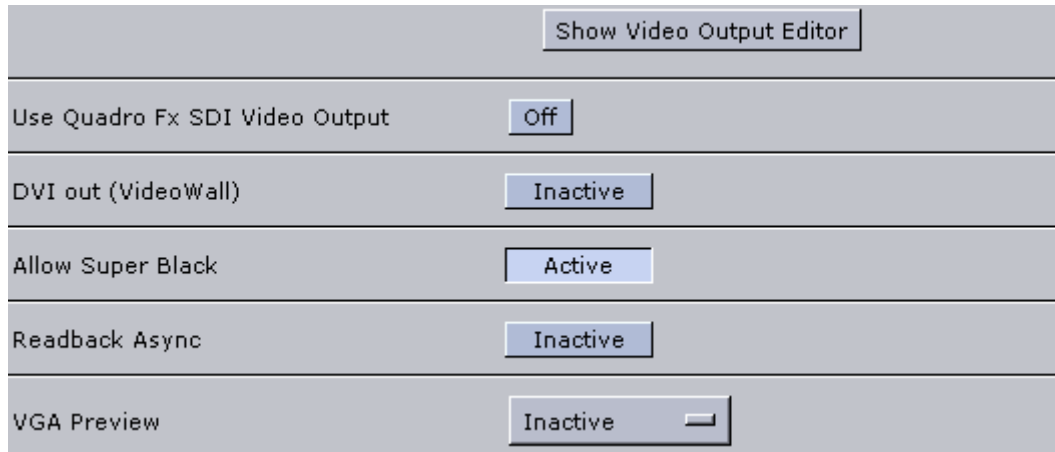 Show Video Output Editor
Use Quadro Fx SDI Video Output Off
DVI out (VideoWall) Inactive
Allow Super Black Active
Readback Async Inactive
VGA Preview Inactive